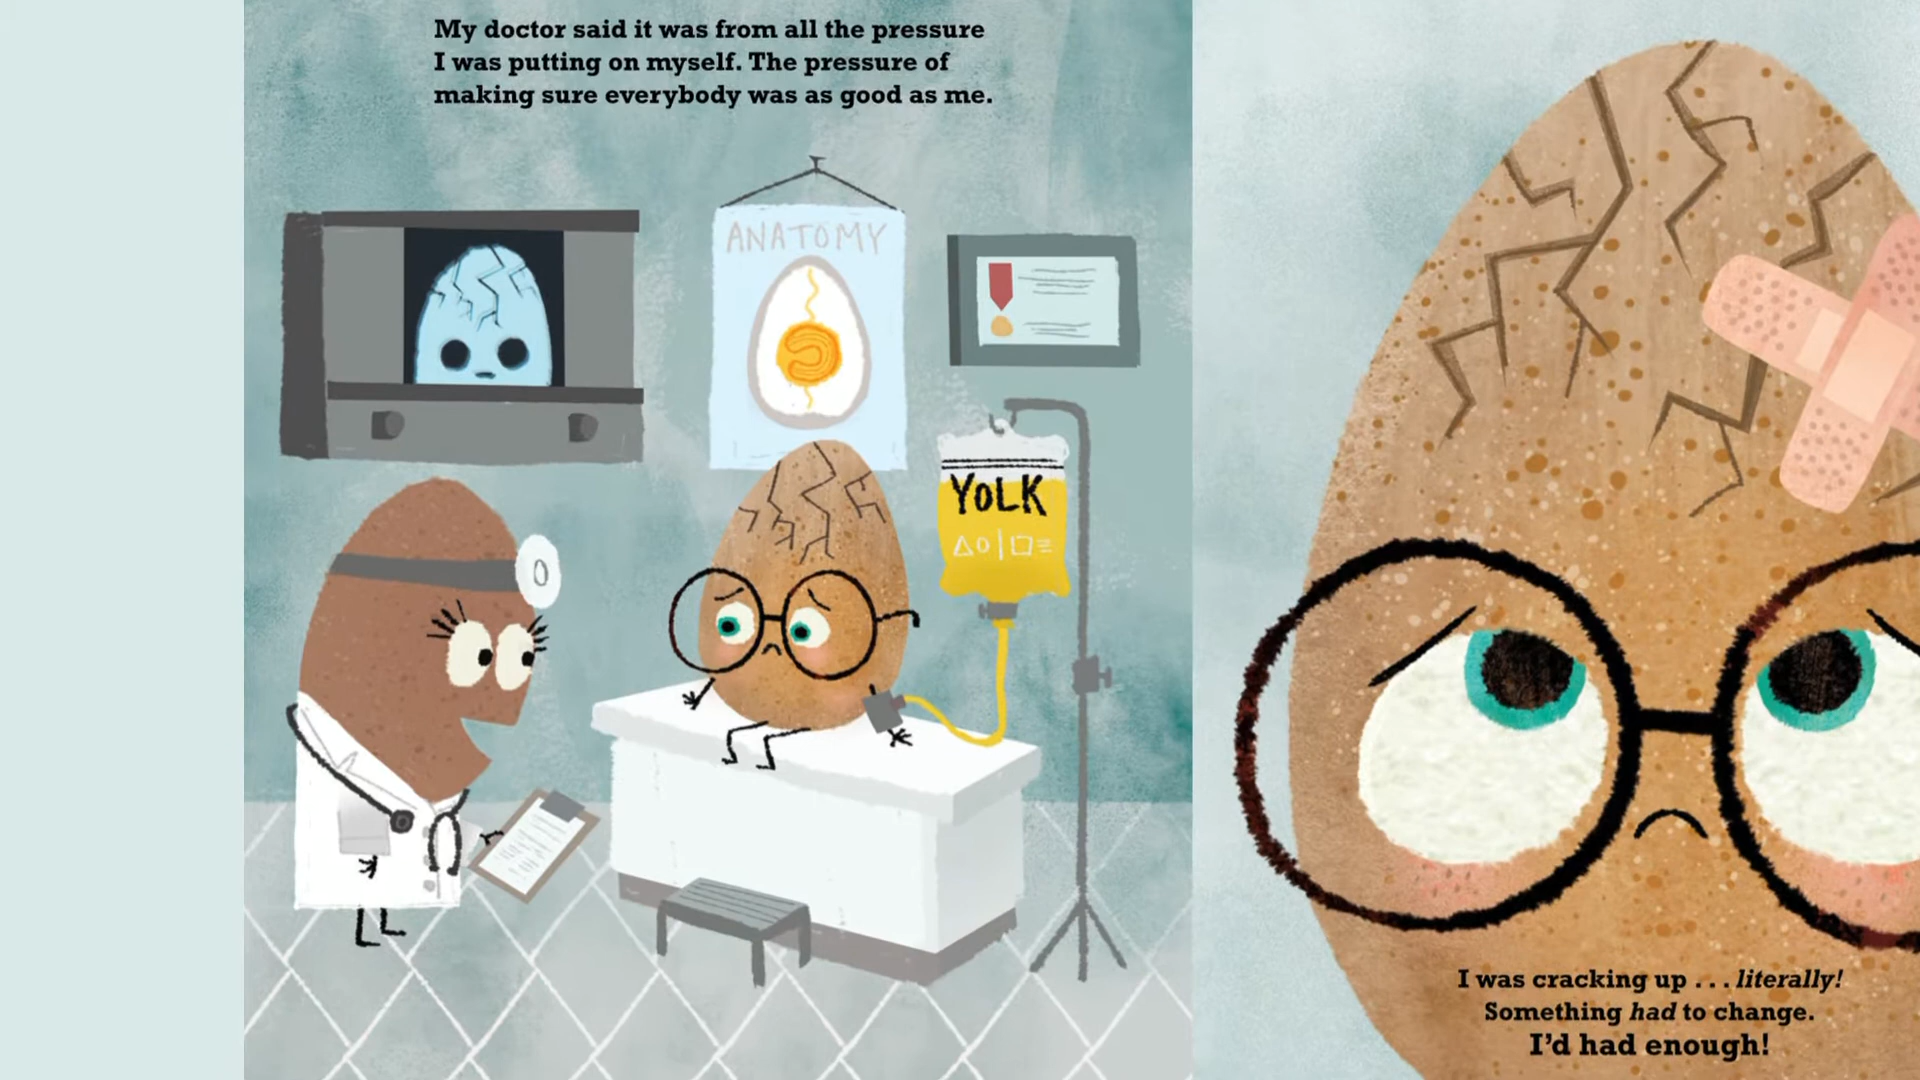 My doctor said it was from all the pressure
I was putting on myself. The pressure of
making sure everybody was as good as me.
ANATOMY
YOLK
I was cracking up . . . literally!
Something had to change.
I'd had enough!